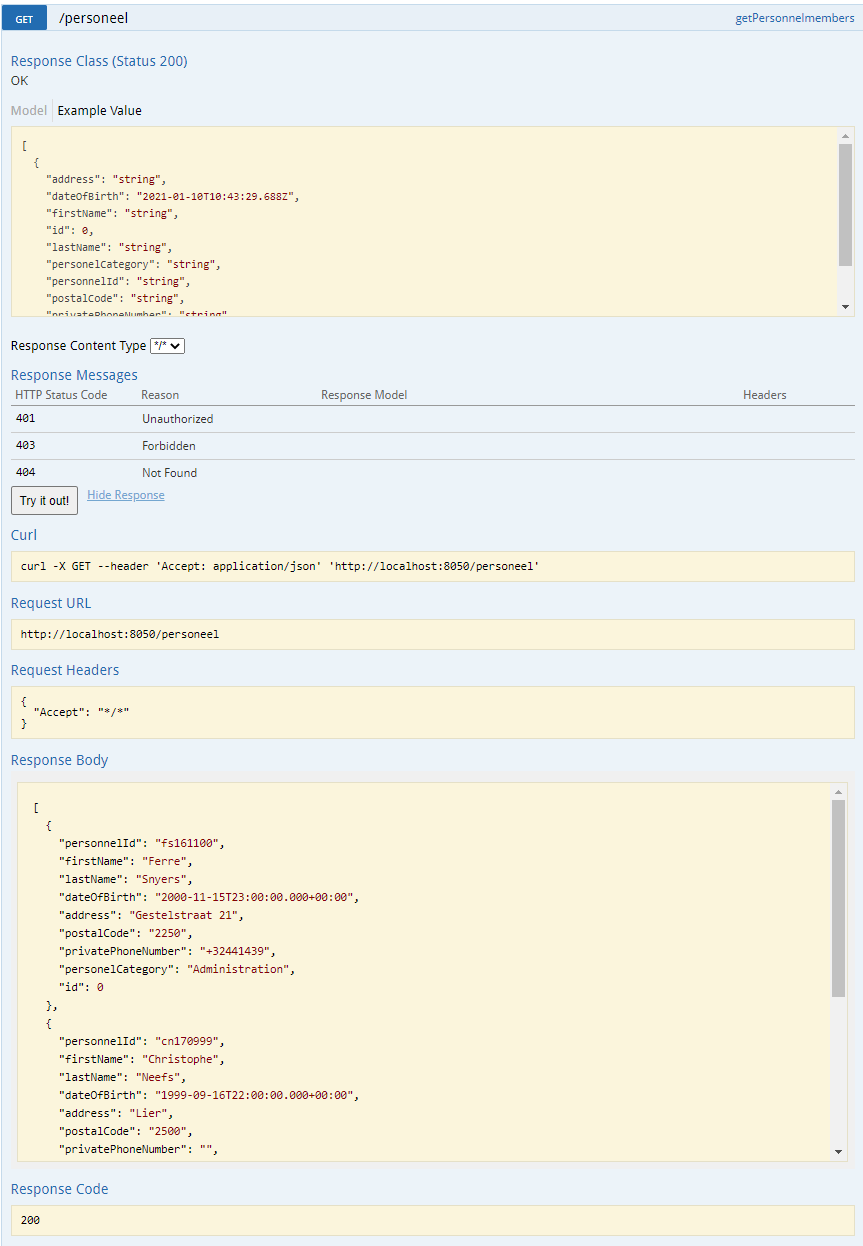 GET /personeel getPersonnelmembers
Response Class (Status 200)
OK
Model Example Value
[
{
"address": "string",
"dateOfBirth": "2021-01-10T10:43:29.688Z",
"firstName": "string",
"id": 0,
"lastName": "string",
"personelCategory": "string",
"personnelId": "string",
"postalCode": "string",
"privatePhoneNumber": "string"
Response Content Type */*
Response Messages
HTTP Status Code Reason Response Model Headers
401 Unauthorized
403 Forbidden
404 Not Found
Try it out! Hide Response
Curl
curl -X GET --header 'Accept: application/json' 'http://localhost:8050/personeel'
Request URL
http://localhost:8050/personeel
Request Headers
{
"Accept": "*/*"
}
Response Body
[
{
"personnelId": "fs161100",
"firstName": "Ferre",
"lastName": "Snyers",
"dateOfBirth": "2000-11-15T23:00:00.000+00:00",
"address": "Gestelstraat 21",
"postalCode": "2250",
"privatePhoneNumber": "+32441439",
"personelCategory": "Administration",
"id": 0
},
{
"personnelId": "cn170999",
"firstName": "Christophe",
"lastName": "Neefs",
"dateOfBirth": "1999-09-16T22:00:00.000+00:00",
"address": "Lier",
"postalCode": "2500",
"privatePhoneNumber": "",
Response Code
200